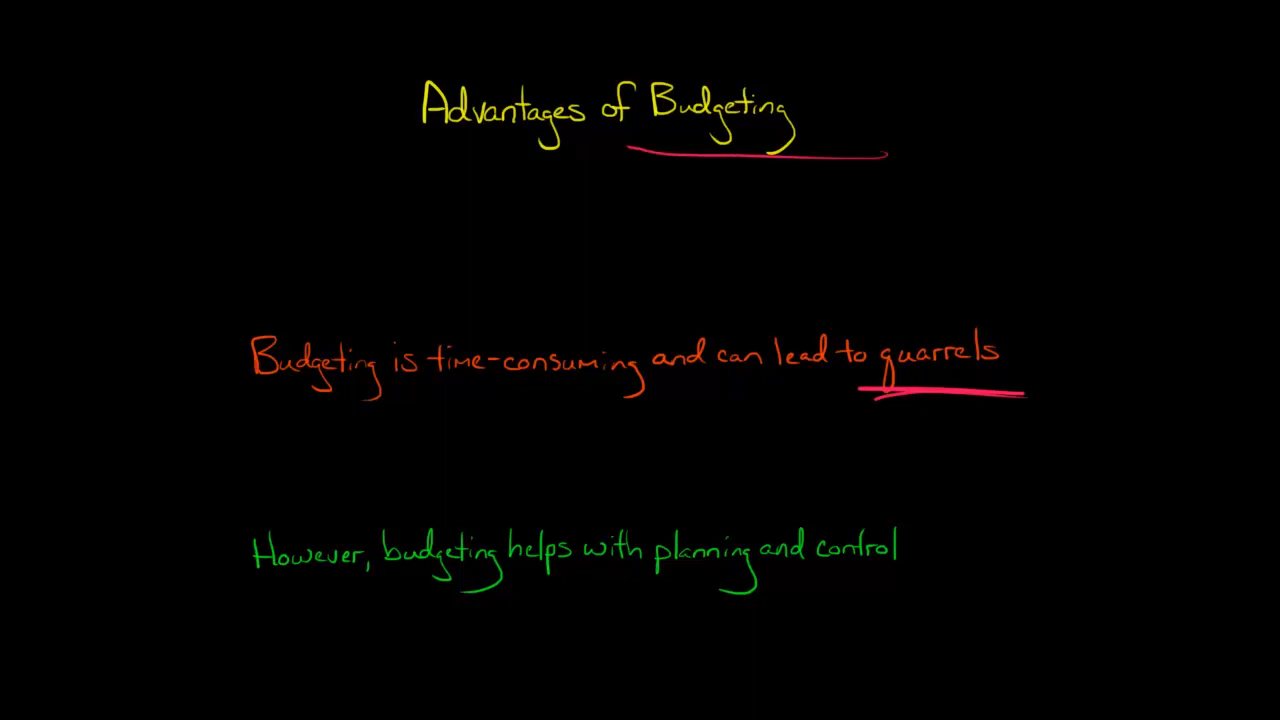 Advantages of Budgeting
Budgeting is time-consuming and can lead to quarrels
However, budgeting helps with planning and control